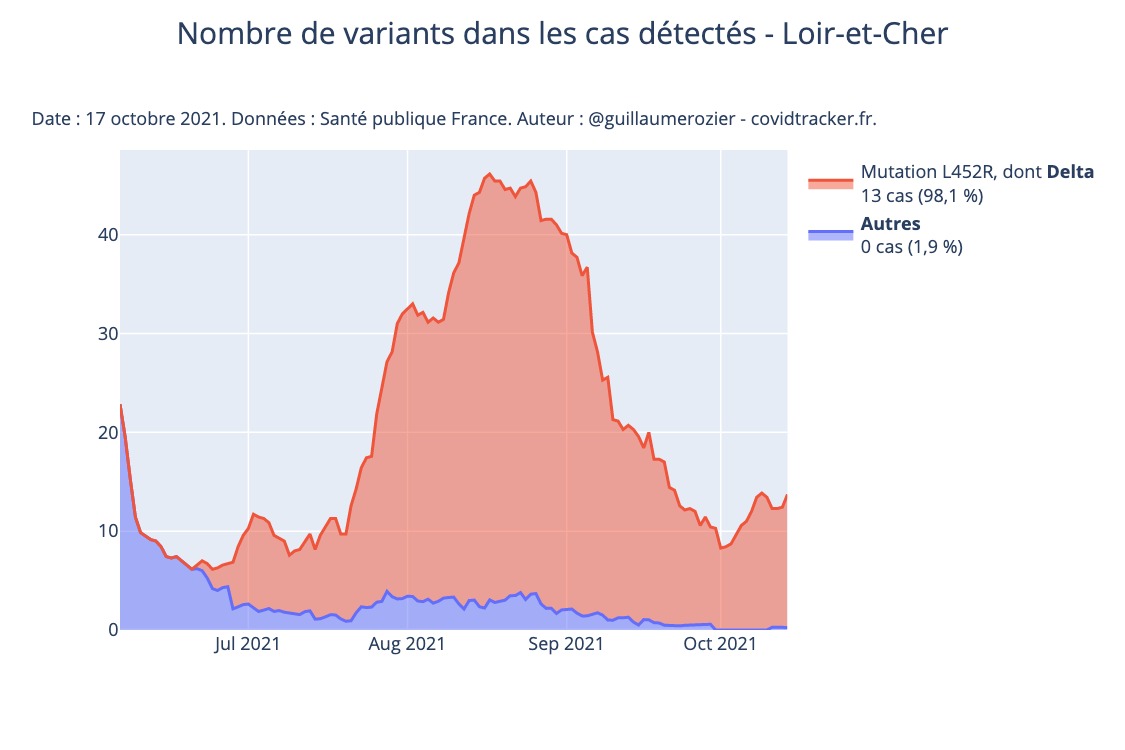 Nombre de variants dans les cas détectés - Loir-et-Cher
Date : 17 octobre 2021. Données : Santé publique France. Auteur : @guillaumerozier - covidtracker.fr.
Mutation L452R, dont Delta
13 cas (98,1 %)
Autres
0 cas (1,9 %)
40
30
20
10
0
Jul 2021
Aug 2021
Sep 2021
Oct 2021